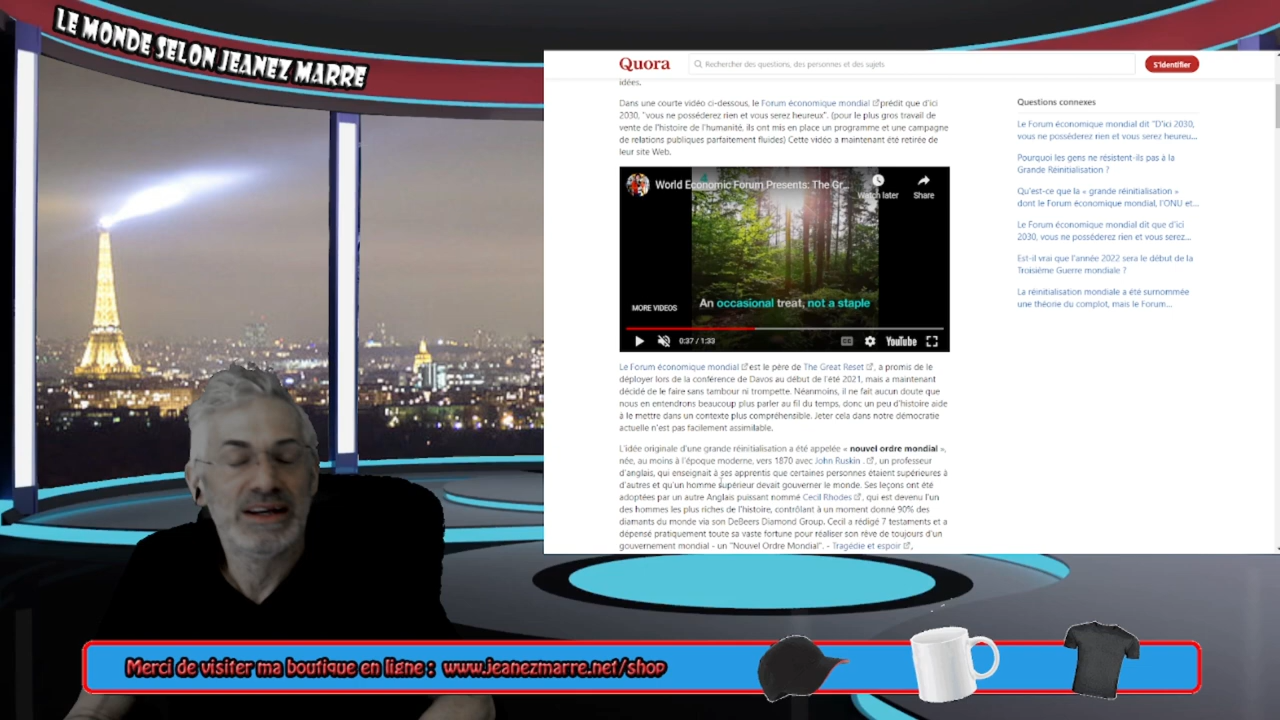 LE MONDE SELON JEANEZ MARRE
Quora
Rechercher des questions, des personnes et des sujets
S'identifier
idées.
Dans une courte vidéo ci-dessous, le Forum économique mondial prédit que d'ici
2030, "vous ne posséderez rien et vous serez heureux". (pour le plus gros travail de
vente de l'histoire de l'humanité, ils ont mis en place un programme et une campagne
de relations publiques parfaitement fluides) Cette vidéo a maintenant été retirée de
leur site Web.
World Economic Forum Presents: The Gr...
Watch later
Share
An occasional treat, not a staple
MORE VIDEOS
0:37 / 1:33
CC
YouTube
Le Forum économique mondial est le père de The Great Reset , a promis de le
déployer lors de la conférence de Davos au début de l'été 2021, mais a maintenant
décidé de le faire sans tambour ni trompette. Néanmoins, il ne fait aucun doute que
nous en entendrons beaucoup plus parler au fil du temps, donc un peu d'histoire aide
à le mettre dans un contexte plus compréhensible. Jeter cela dans notre démocratie
actuelle n'est pas facilement assimilable.
L'idée originale d'une grande réinitialisation a été appelée « nouvel ordre mondial »,
née, au moins à l'époque moderne, vers 1870 avec John Ruskin , un professeur
d'anglais, qui enseignait à ses apprentis que certaines personnes étaient supérieures à
d'autres et qu'un homme supérieur devait gouverner le monde. Ses leçons ont été
adoptées par un autre Anglais puissant nommé Cecil Rhodes , qui est devenu l'un
des hommes les plus riches de l'histoire, contrôlant à un moment donné 90% des
diamants du monde via son DeBeers Diamond Group. Cecil a rédigé 7 testaments et a
dépensé pratiquement toute sa vaste fortune pour réaliser son rêve de toujours d'un
gouvernement mondial - un "Nouvel Ordre Mondial". - Tragédie et espoir ,
Questions connexes
Le Forum économique mondial dit "D'ici 2030,
vous ne posséderez rien et vous serez heureu...
Pourquoi les gens ne résistent-ils pas à la
Grande Réinitialisation ?
Qu'est-ce que la « grande réinitialisation »
dont le Forum économique mondial, l'ONU et...
Le Forum économique mondial dit que d'ici
2030, vous ne posséderez rien et vous serez...
Est-il vrai que l'année 2022 sera le début de la
Troisième Guerre mondiale ?
La réinitialisation mondiale a été surnommée
une théorie du complot, mais le Forum...
Merci de visiter ma boutique en ligne : www.jeanezmarre.net/shop